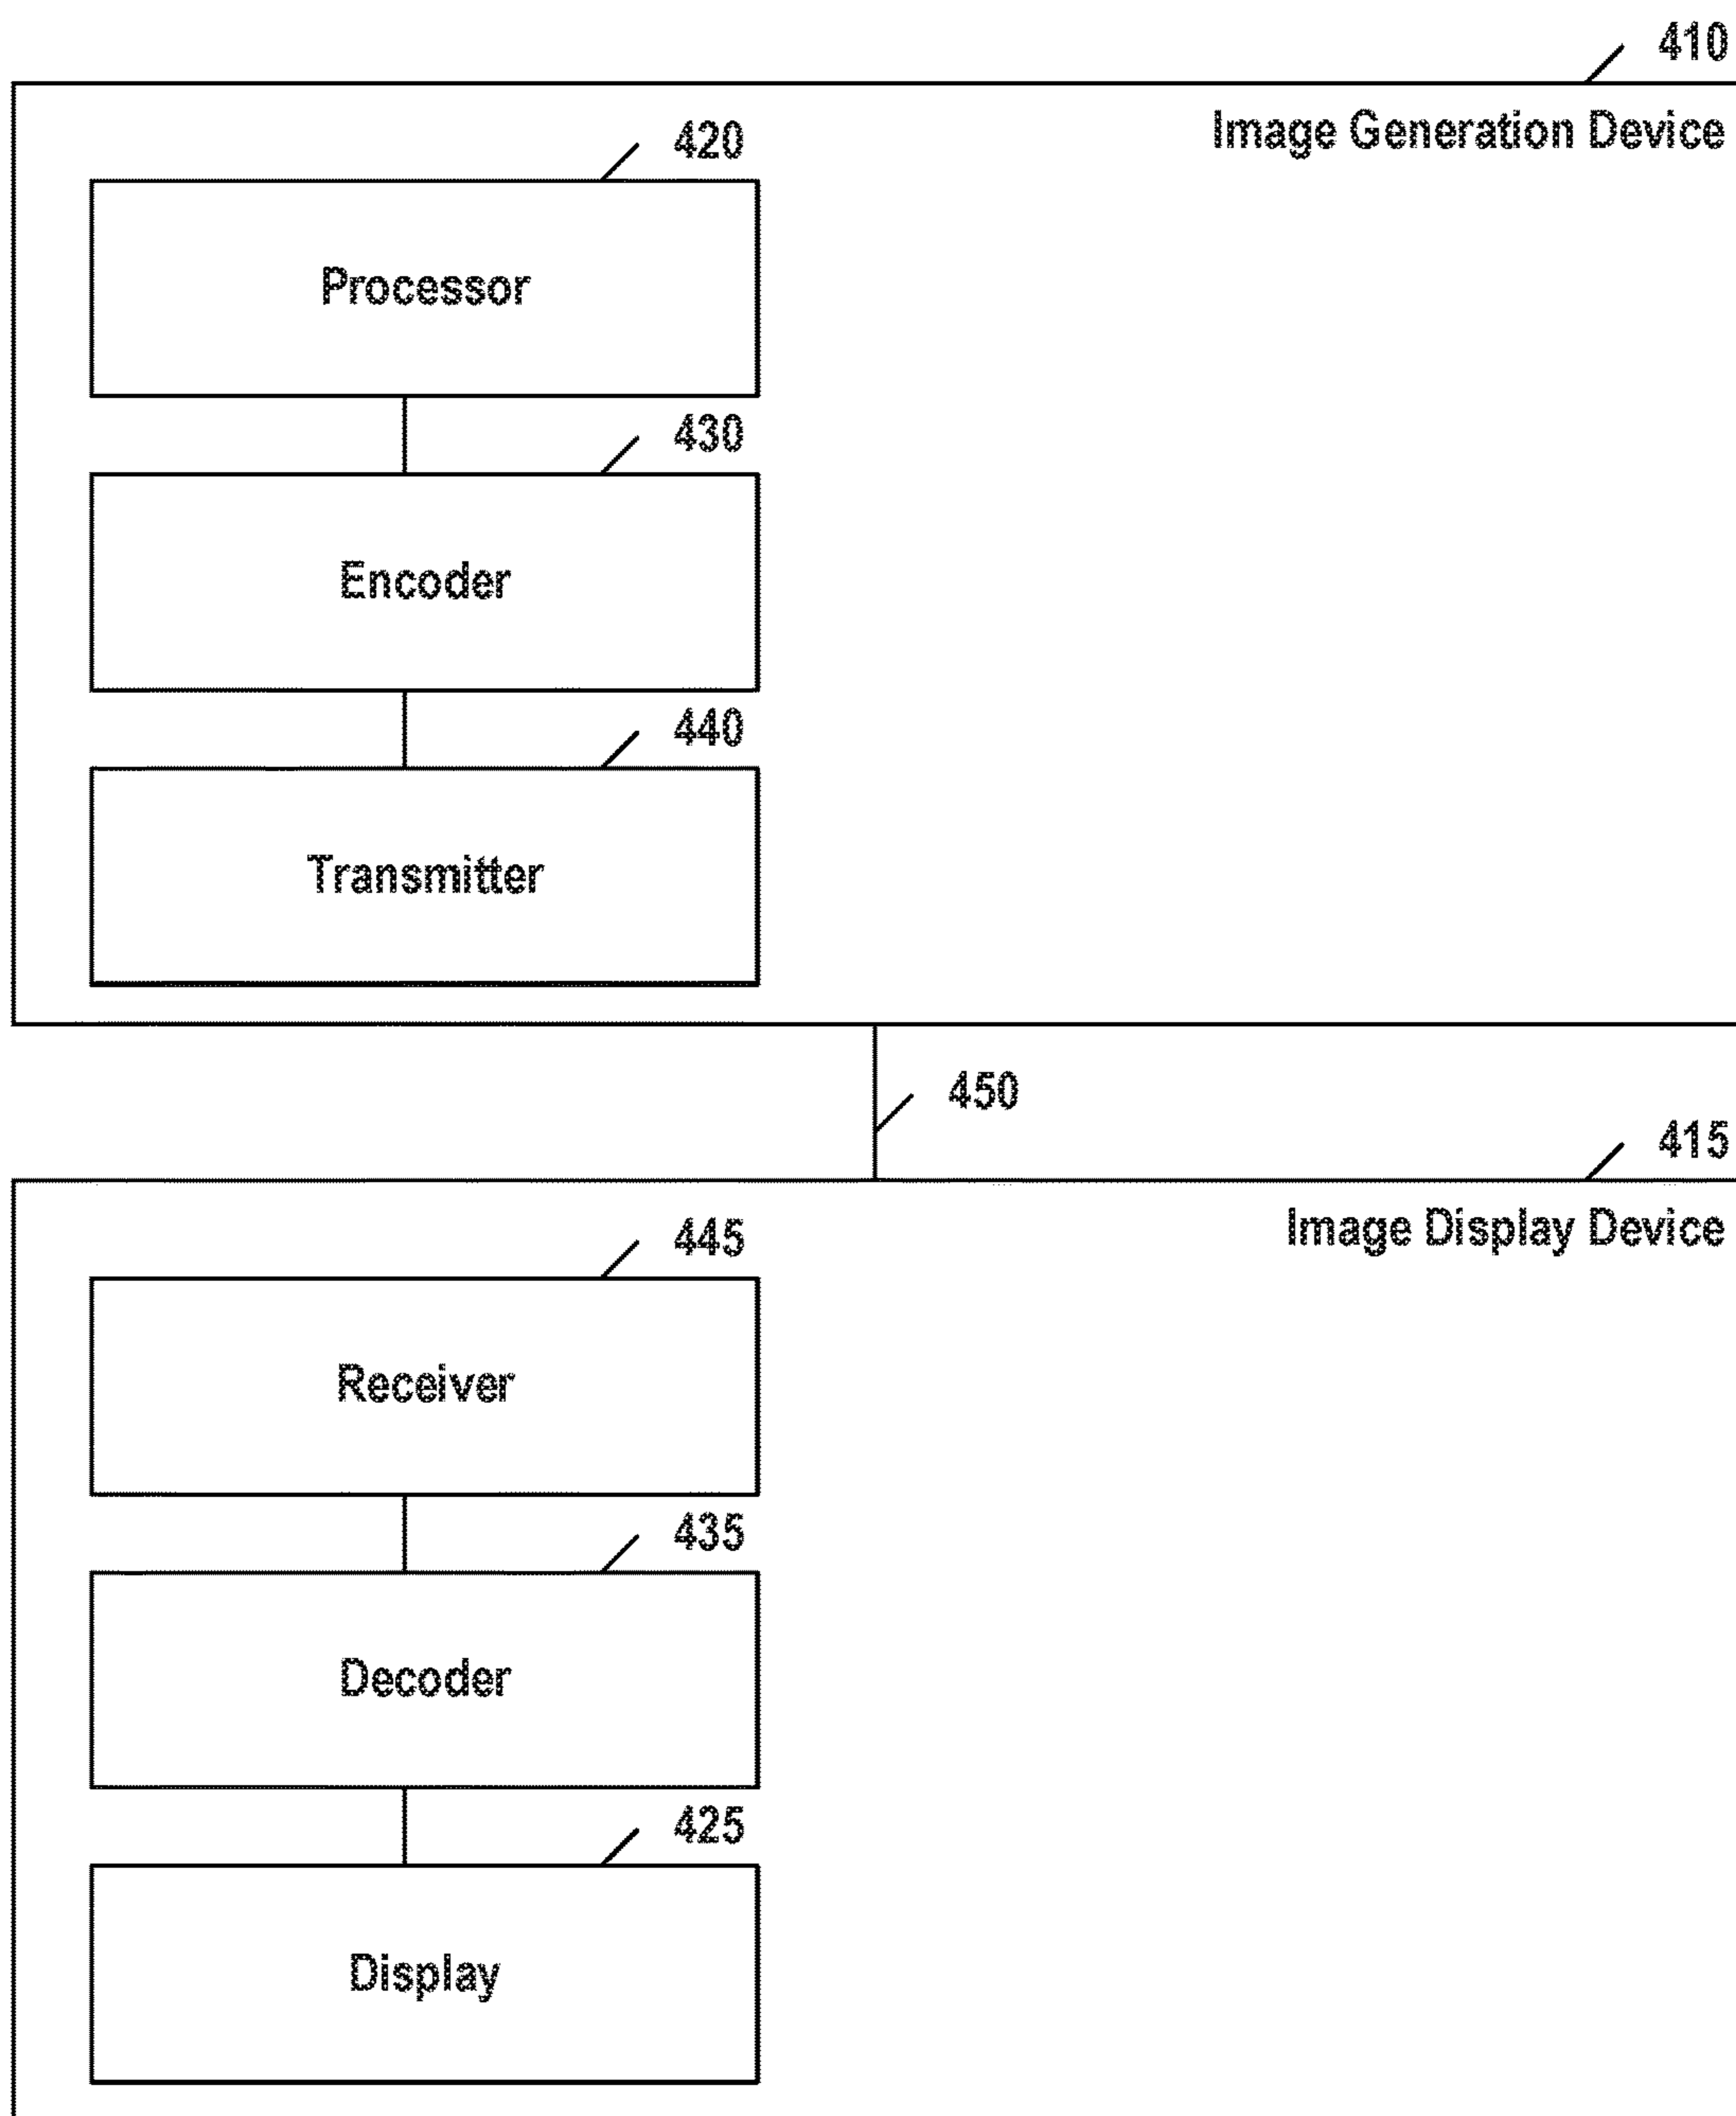 410
Image Generation Device
420
Processor
430
Encoder
440
Transmitter
450
415
Image Display Device
445
Receiver
435
Decoder
425
Display